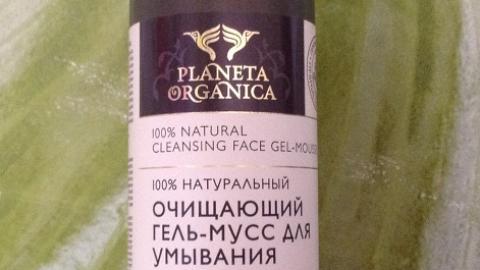 PLANETA
ORGANICA
100% NATURAL
CLEANSING FACE GEL-MOUSSE
100% НАТУРАЛЬНЫЙ
ОЧИЩАЮЩИЙ
ГЕЛЬ-МУСС ДЛЯ
УМЫВАНИЯ